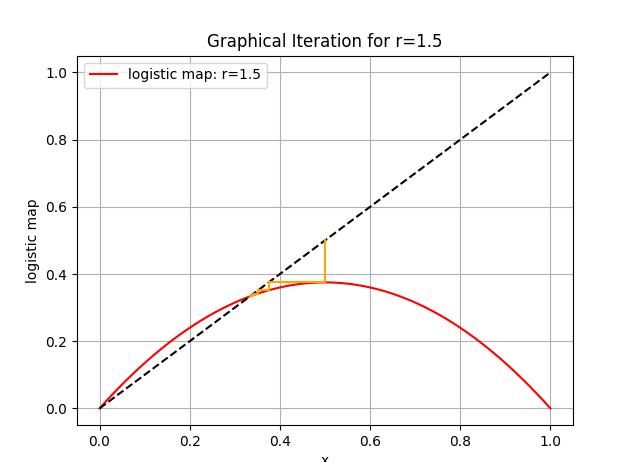 Graphical Iteration for r=1.5
logistic map: r=1.5
1.0
0.8
0.6
0.4
0.2
0.0
logistic map
0.0 0.2 0.4 0.6 0.8 1.0
x